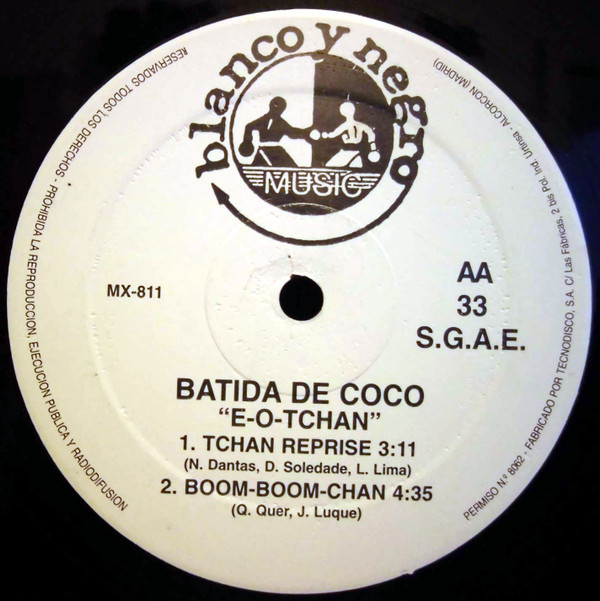 blanco y negro
MUSIC
MX-811
AA
33
S.G.A.E.
BATIDA DE COCO
“E-O-TCHAN”
1. TCHAN REPRISE 3:11
(N. Dantas, D. Soledade, L. Lima)
2. BOOM-BOOM-CHAN 4:35
(Q. Quer, J. Luque)
RESERVADOS TODOS LOS DERECHOS - PROHIBIDA LA REPRODUCCION, EJECUCION PUBLICA Y RADIODIFUSION
PERMISO N.º 8062 - FABRICADO POR TECNODISCO, S.A. C/ Las Fábricas, 2 bis Pol. Ind. Urtinsa - ALCORCON (MADRID)